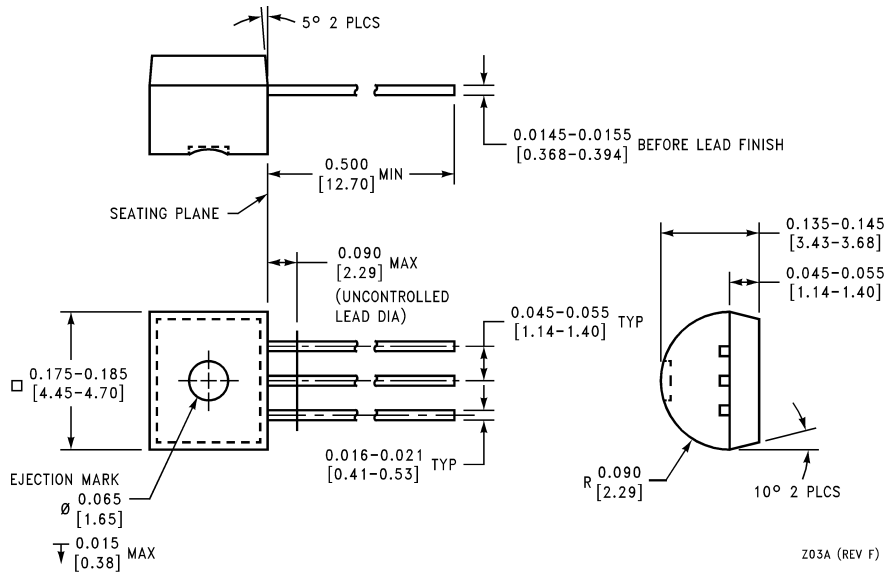 5° 2 PLCS
0.0145-0.0155
[0.368-0.394]
BEFORE LEAD FINISH
0.500
[12.70]
MIN
SEATING PLANE
0.135-0.145
[3.43-3.68]
0.090
[2.29]
MAX
(UNCONTROLLED
LEAD DIA)
0.045-0.055
[1.14-1.40]
0.045-0.055
[1.14-1.40]
TYP
0.175-0.185
[4.45-4.70]
0.016-0.021
[0.41-0.53]
TYP
EJECTION MARK
Ø 0.065
[1.65]
R 0.090
[2.29]
10° 2 PLCS
0.015
[0.38]
MAX
Z03A (REV F)